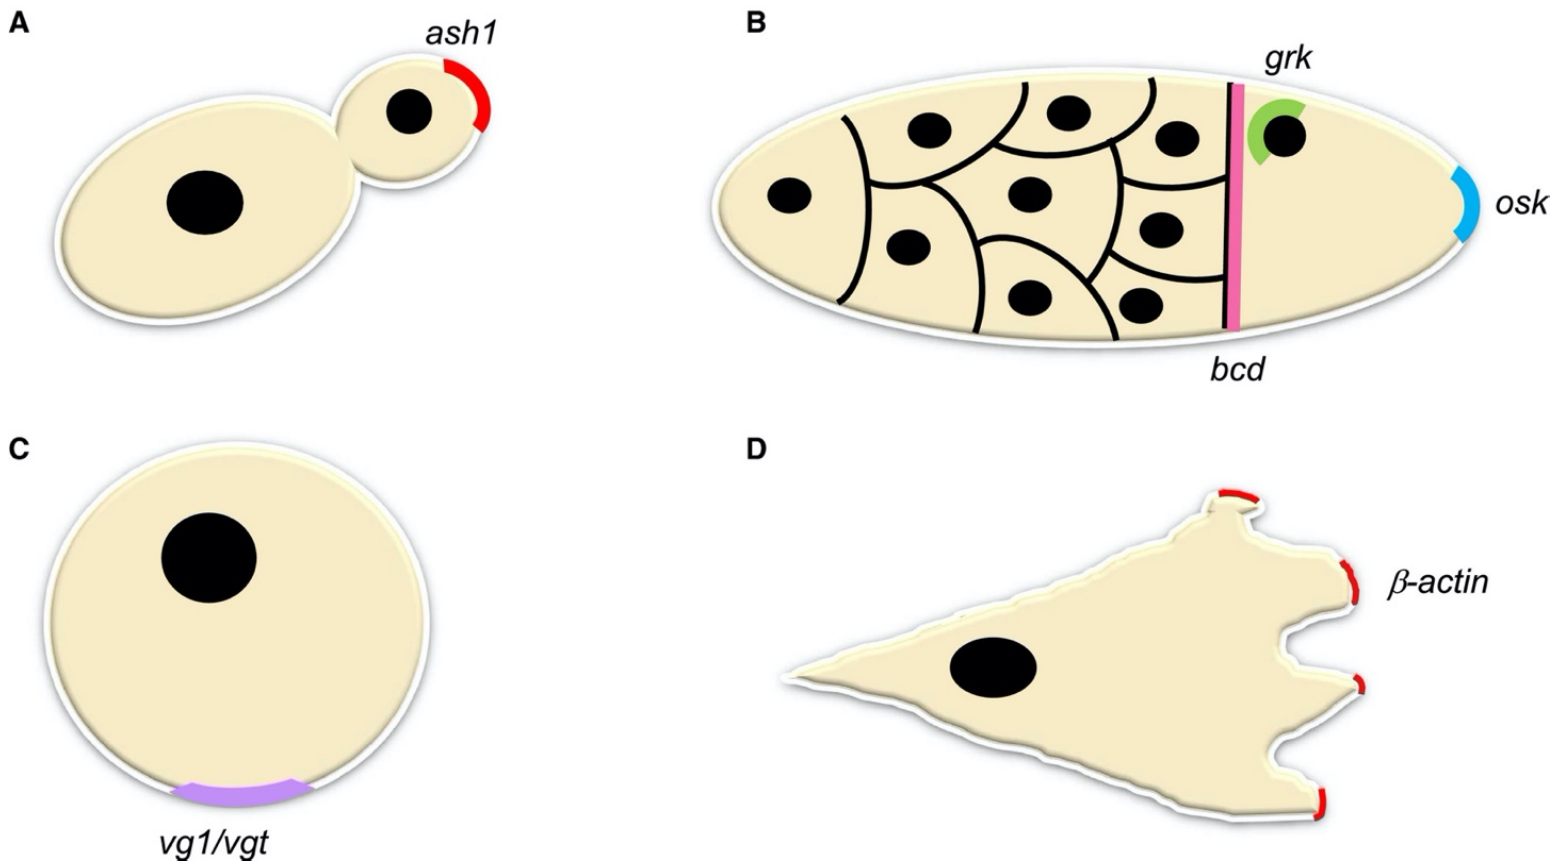 A
ash1
B
grk
osk
bcd
C
vg1/vgt
D
β-actin